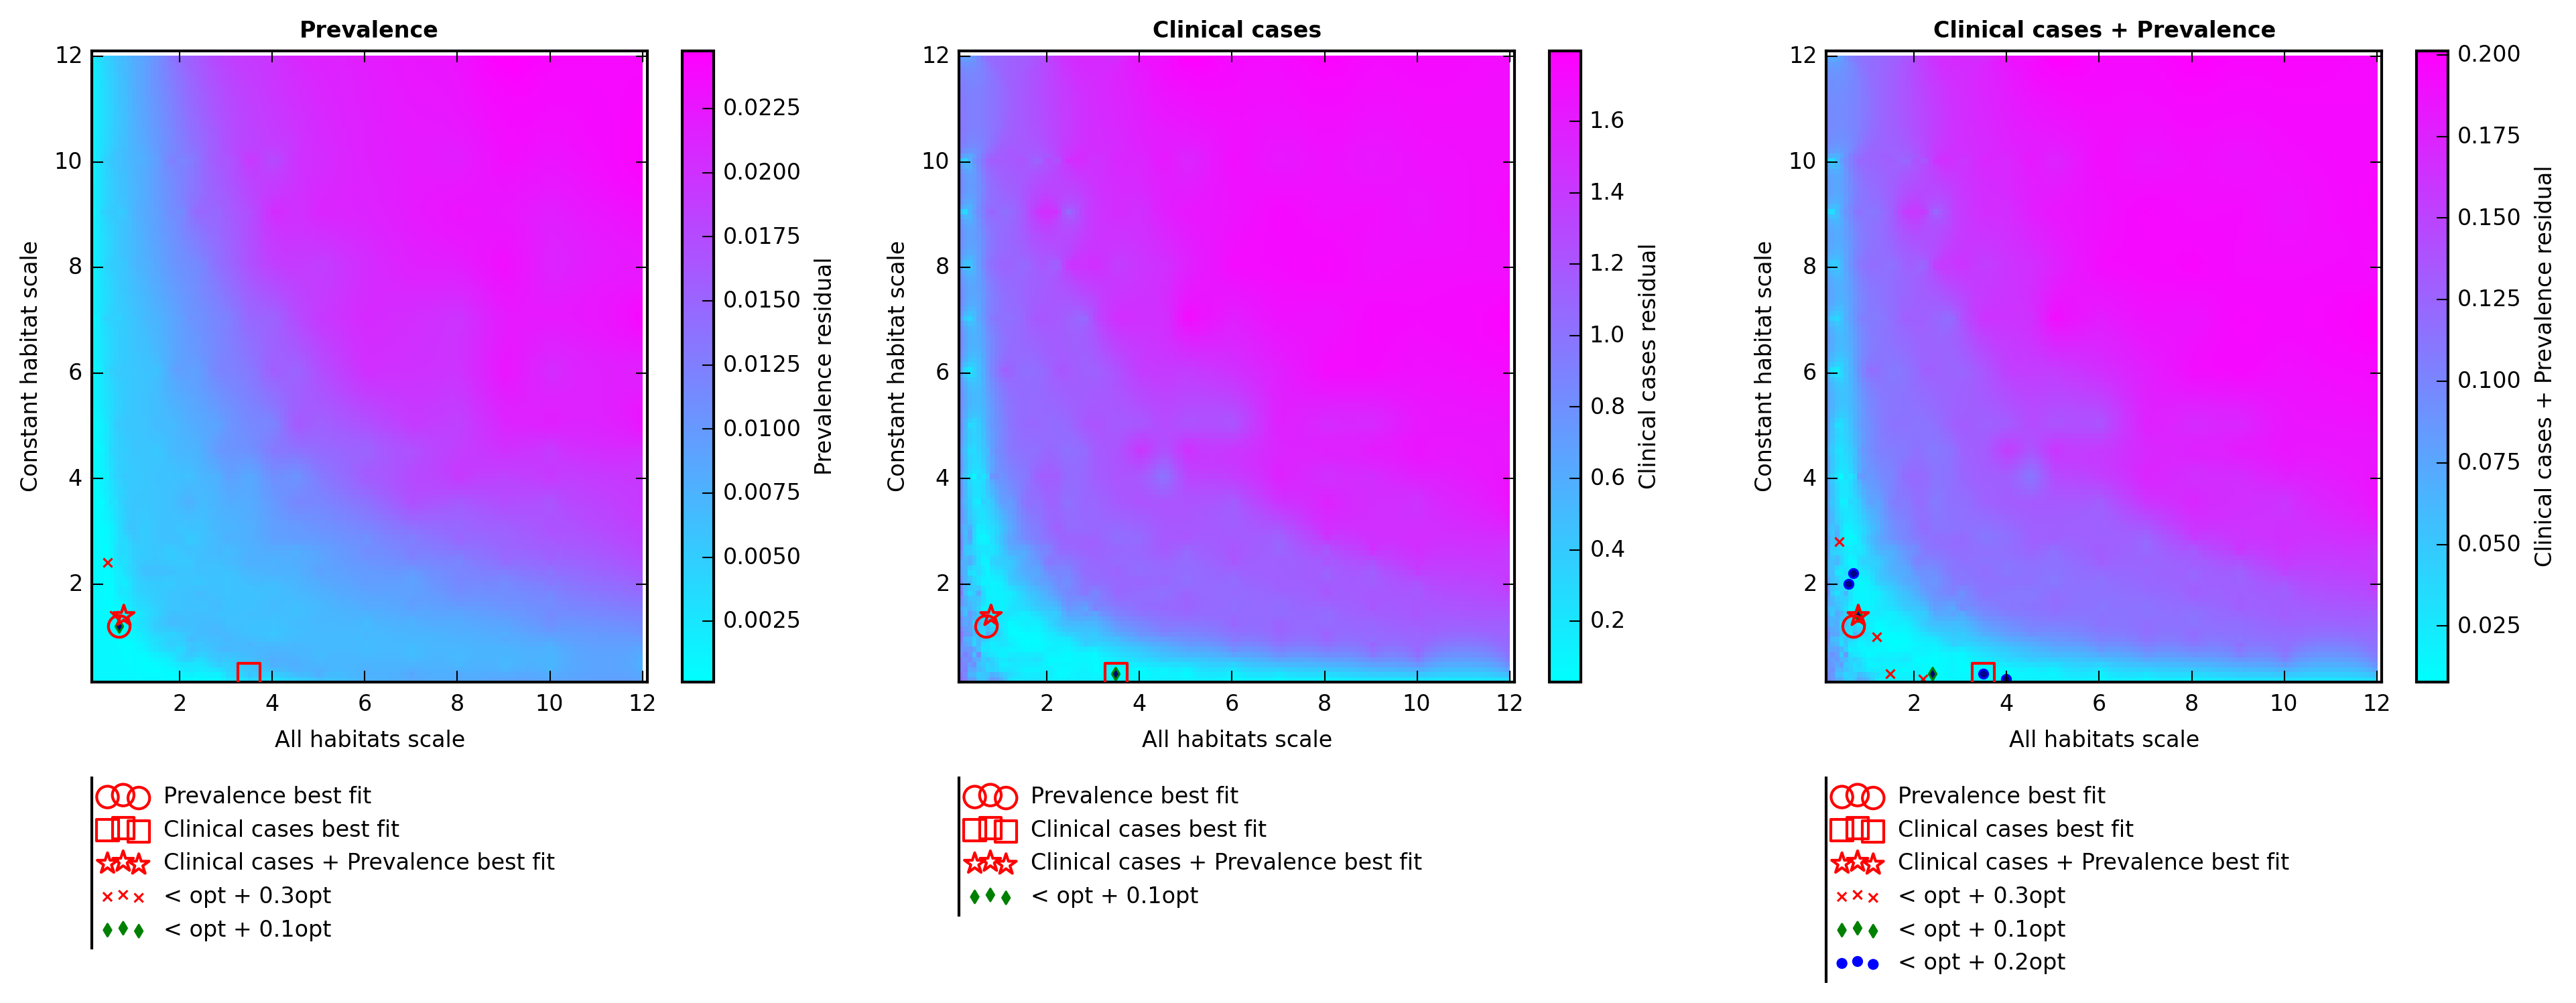 Prevalence
12
10
8
6
4
2
Constant habitat scale
2 4 6 8 10 12
All habitats scale
0.0225
0.0200
0.0175
0.0150
0.0125
0.0100
0.0075
0.0050
0.0025
Prevalence residual
Prevalence best fit
Clinical cases best fit
Clinical cases + Prevalence best fit
< opt + 0.3opt
< opt + 0.1opt
Clinical cases
12
10
8
6
4
2
Constant habitat scale
2 4 6 8 10 12
All habitats scale
1.6
1.4
1.2
1.0
0.8
0.6
0.4
0.2
Clinical cases residual
Prevalence best fit
Clinical cases best fit
Clinical cases + Prevalence best fit
< opt + 0.1opt
Clinical cases + Prevalence
12
10
8
6
4
2
Constant habitat scale
2 4 6 8 10 12
All habitats scale
0.200
0.175
0.150
0.125
0.100
0.075
0.050
0.025
Clinical cases + Prevalence residual
Prevalence best fit
Clinical cases best fit
Clinical cases + Prevalence best fit
< opt + 0.3opt
< opt + 0.1opt
< opt + 0.2opt